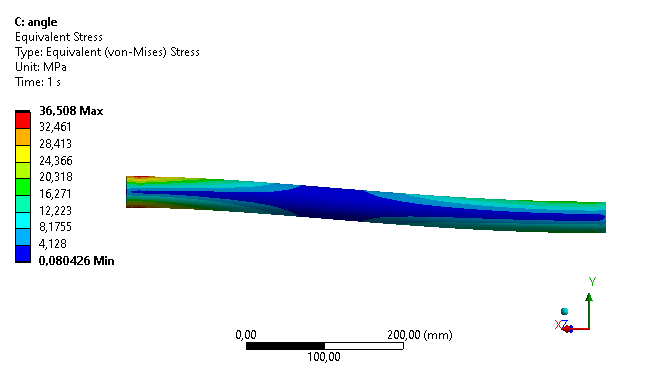 C: angle
Equivalent Stress
Type: Equivalent (von-Mises) Stress
Unit: MPa
Time: 1 s
36,508 Max
32,461
28,413
24,366
20,318
16,271
12,223
8,1755
4,128
0,080426 Min
Y
X Z
0,00 200,00 (mm)
100,00